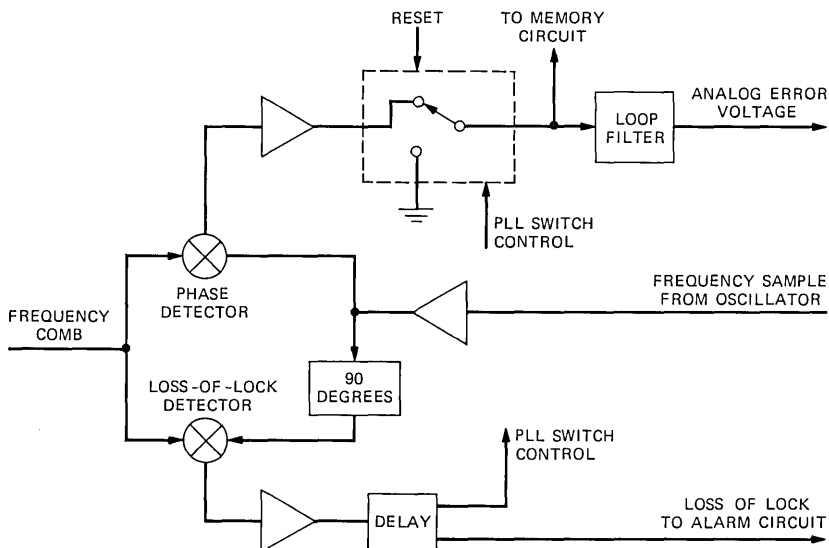 RESET
TO MEMORY
CIRCUIT
ANALOG ERROR
VOLTAGE
LOOP
FILTER
PLL SWITCH
CONTROL
PHASE
DETECTOR
FREQUENCY SAMPLE
FROM OSCILLATOR
FREQUENCY
COMB
90
DEGREES
LOSS-OF-LOCK
DETECTOR
PLL SWITCH
CONTROL
DELAY
LOSS OF LOCK
TO ALARM CIRCUIT